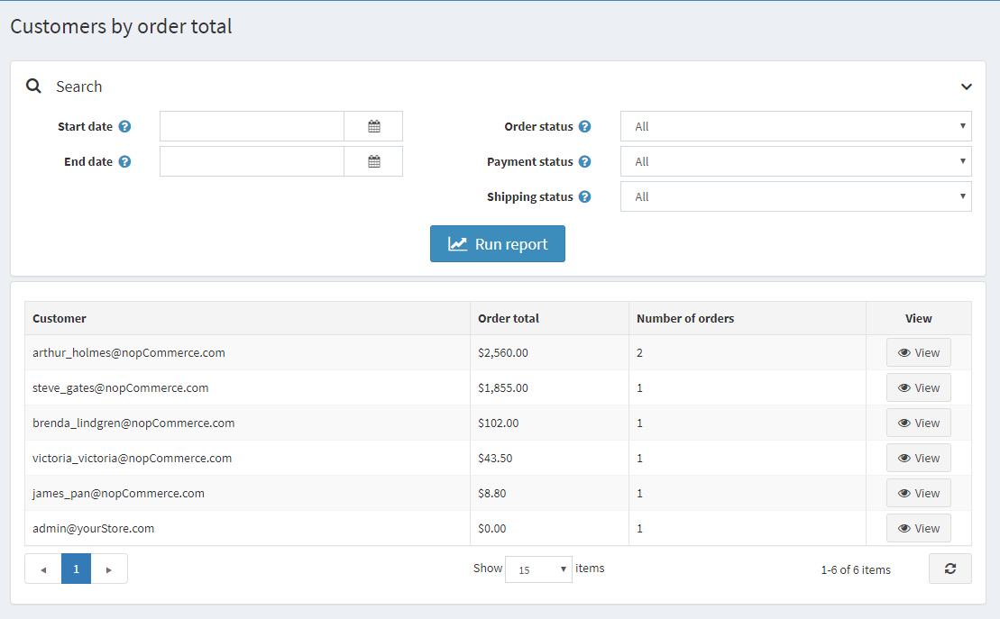 Customers by order total
Search
Start date ?
Order status ? All
End date ?
Payment status ? All
Shipping status ? All
Run report
Customer Order total Number of orders View
arthur_holmes@nopCommerce.com $2,560.00 2 View
steve_gates@nopCommerce.com $1,855.00 1 View
brenda_lindgren@nopCommerce.com $102.00 1 View
victoria_victoria@nopCommerce.com $43.50 1 View
james_pan@nopCommerce.com $8.80 1 View
admin@yourStore.com $0.00 1 View
1 Show 15 items 1-6 of 6 items